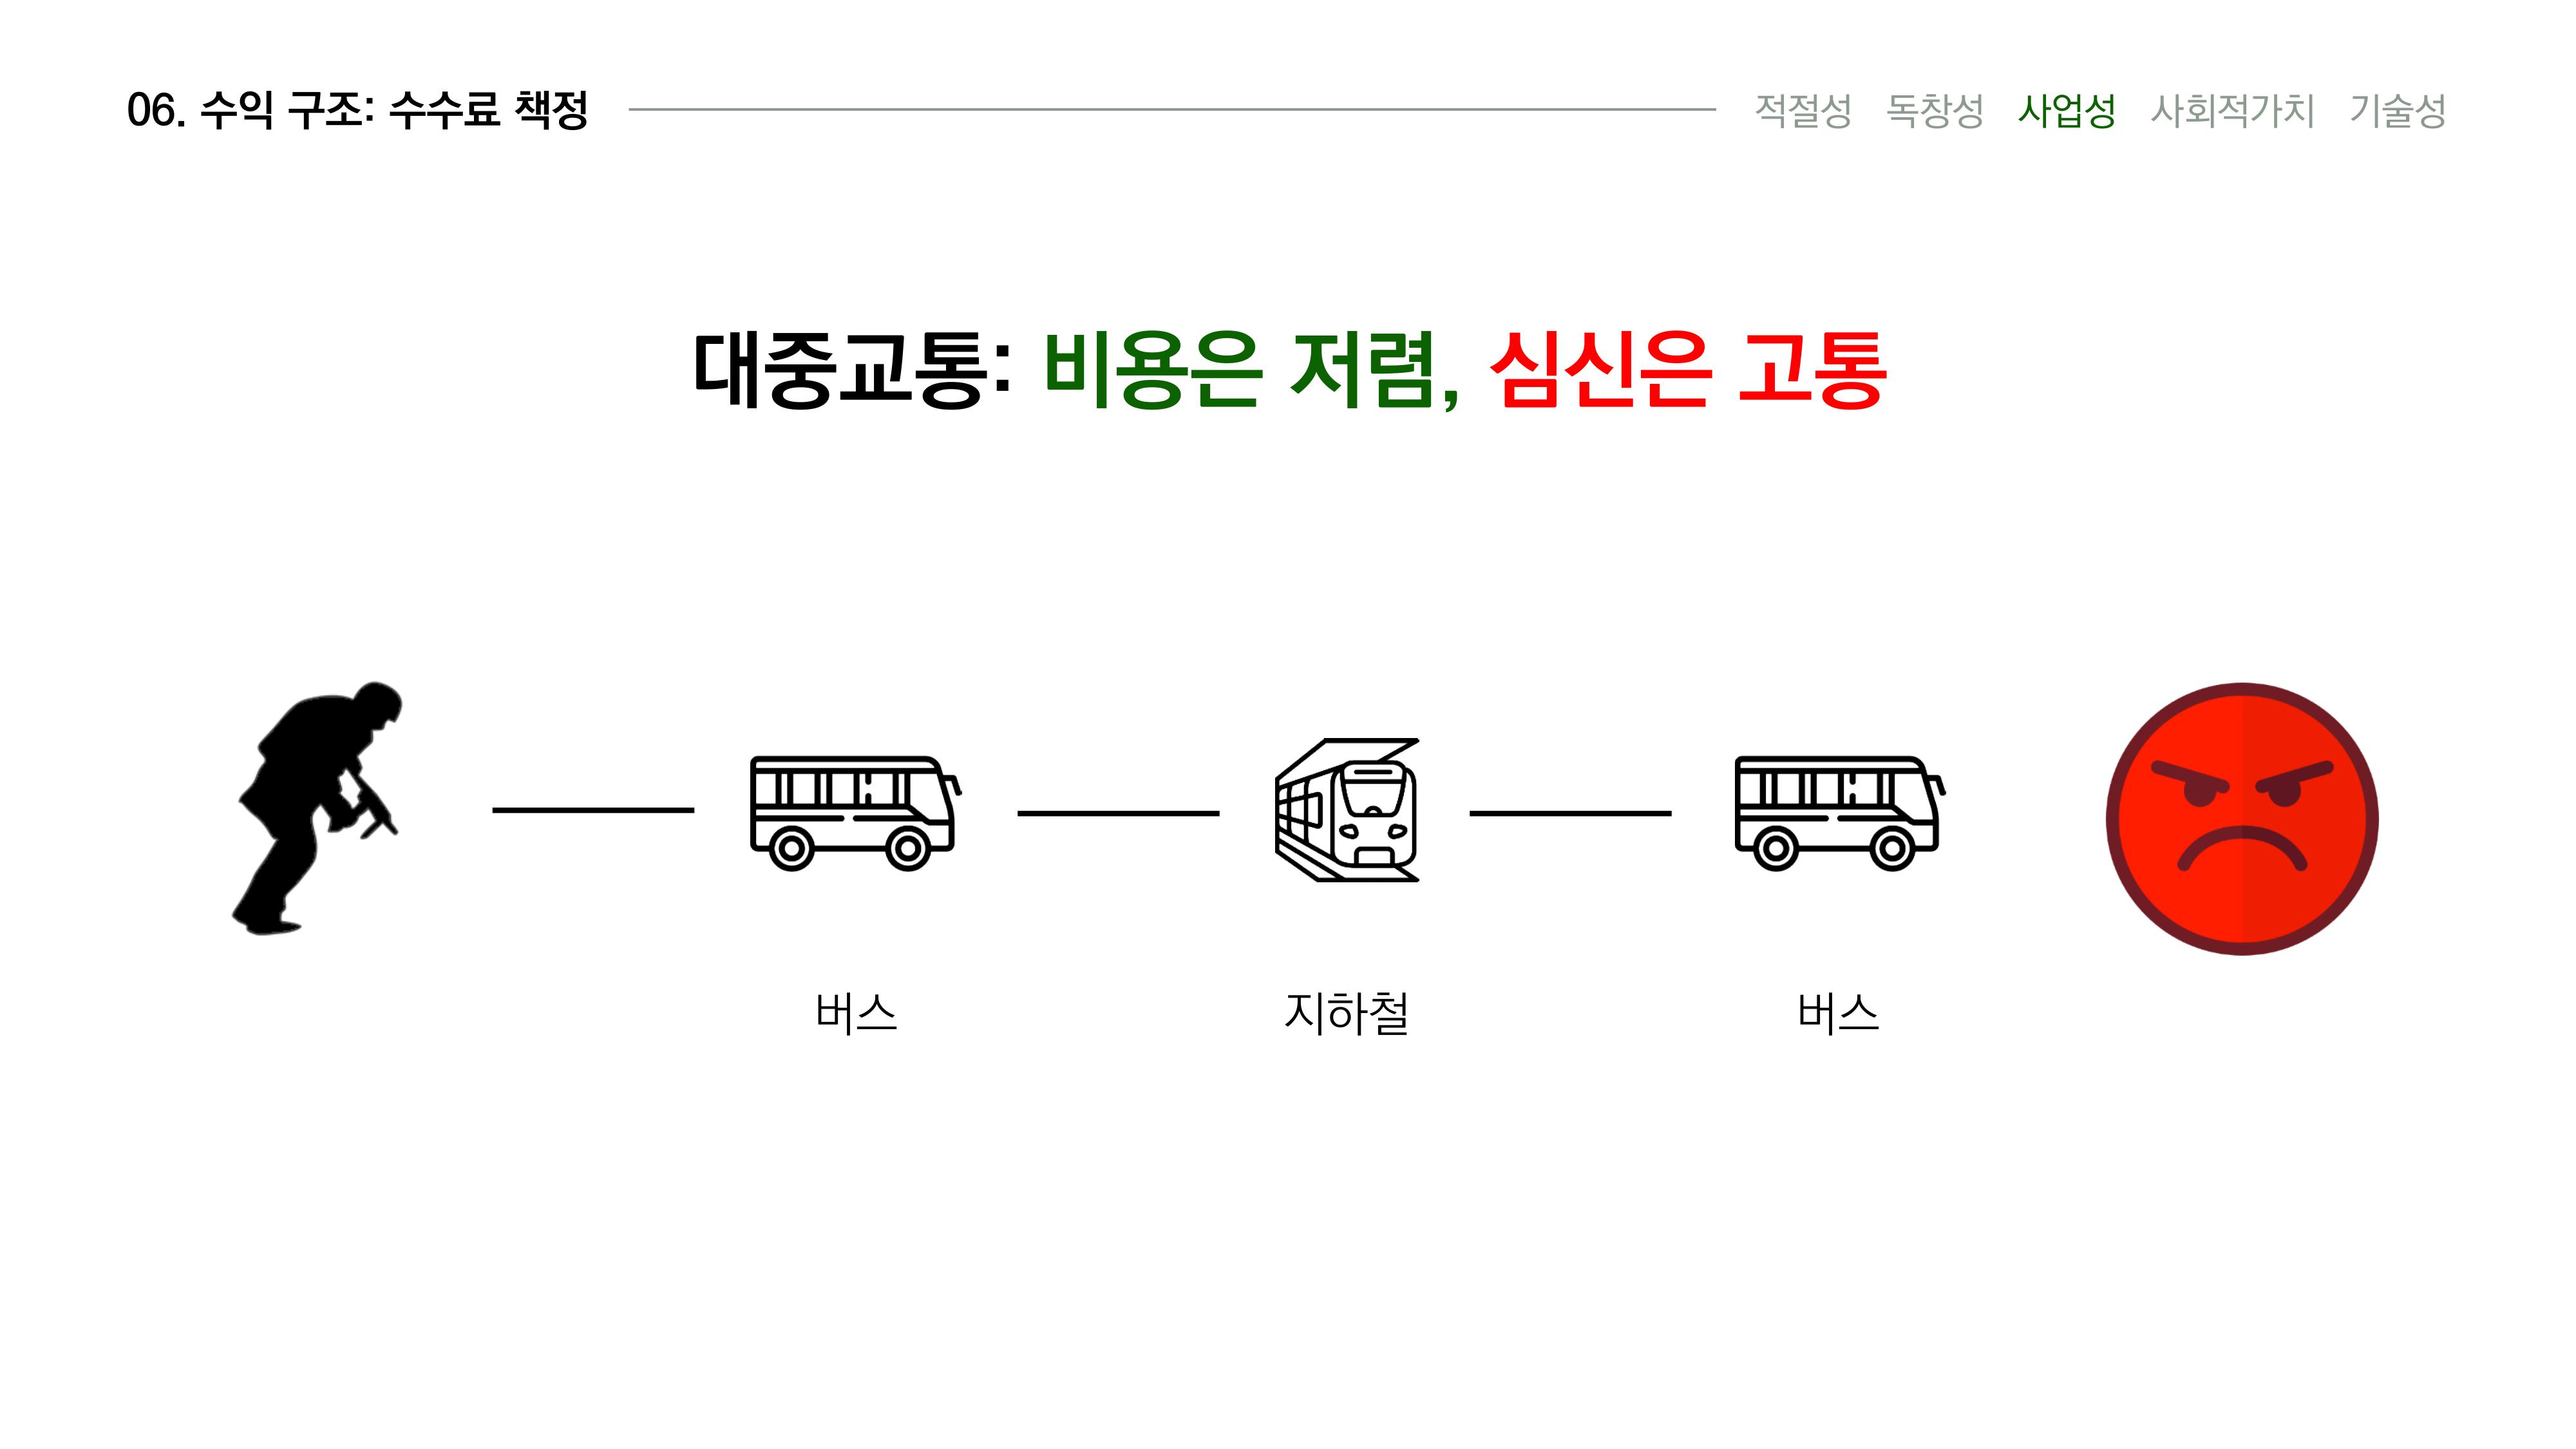 06. 수익 구조: 수수료 책정
적절성 독창성 사업성 사회적가치 기술성
대중교통: 비용은 저렴, 심신은 고통
버스 지하철 버스